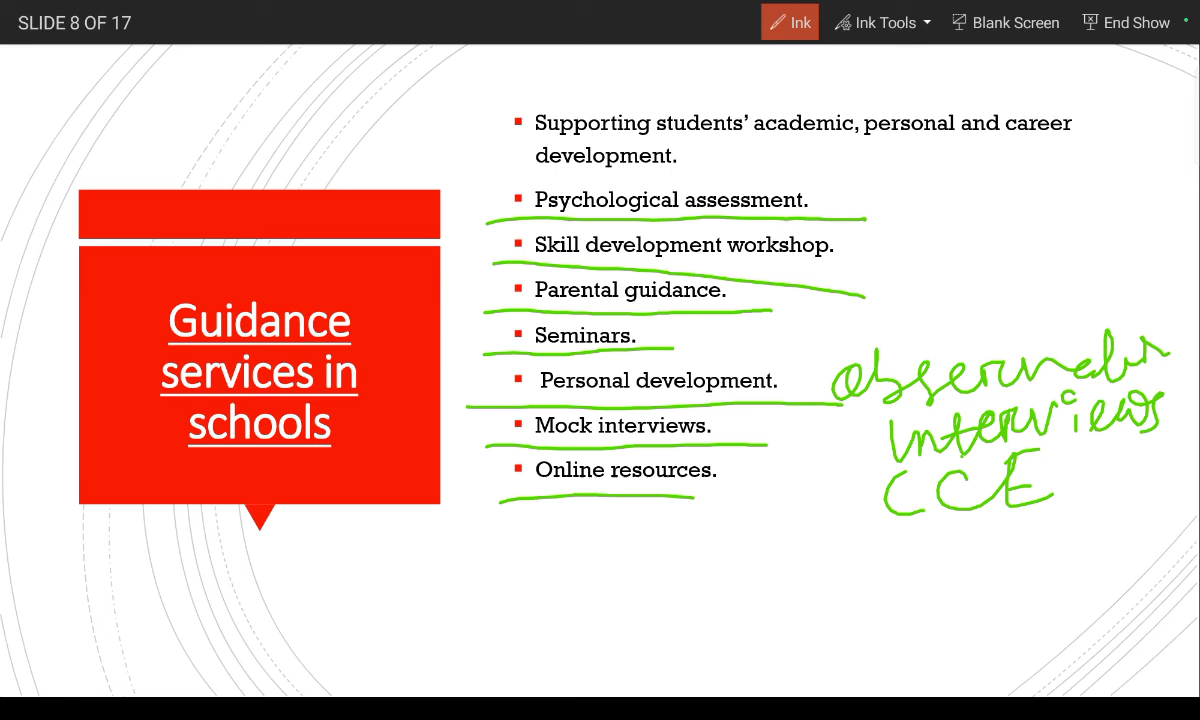 SLIDE 8 OF 17
Ink
Ink Tools
Blank Screen
End Show
Guidance
services in
schools
Supporting students’ academic, personal and career
development.
Psychological assessment.
Skill development workshop.
Parental guidance.
Seminars.
Personal development.
Mock interviews.
Online resources.
interviews
CCE